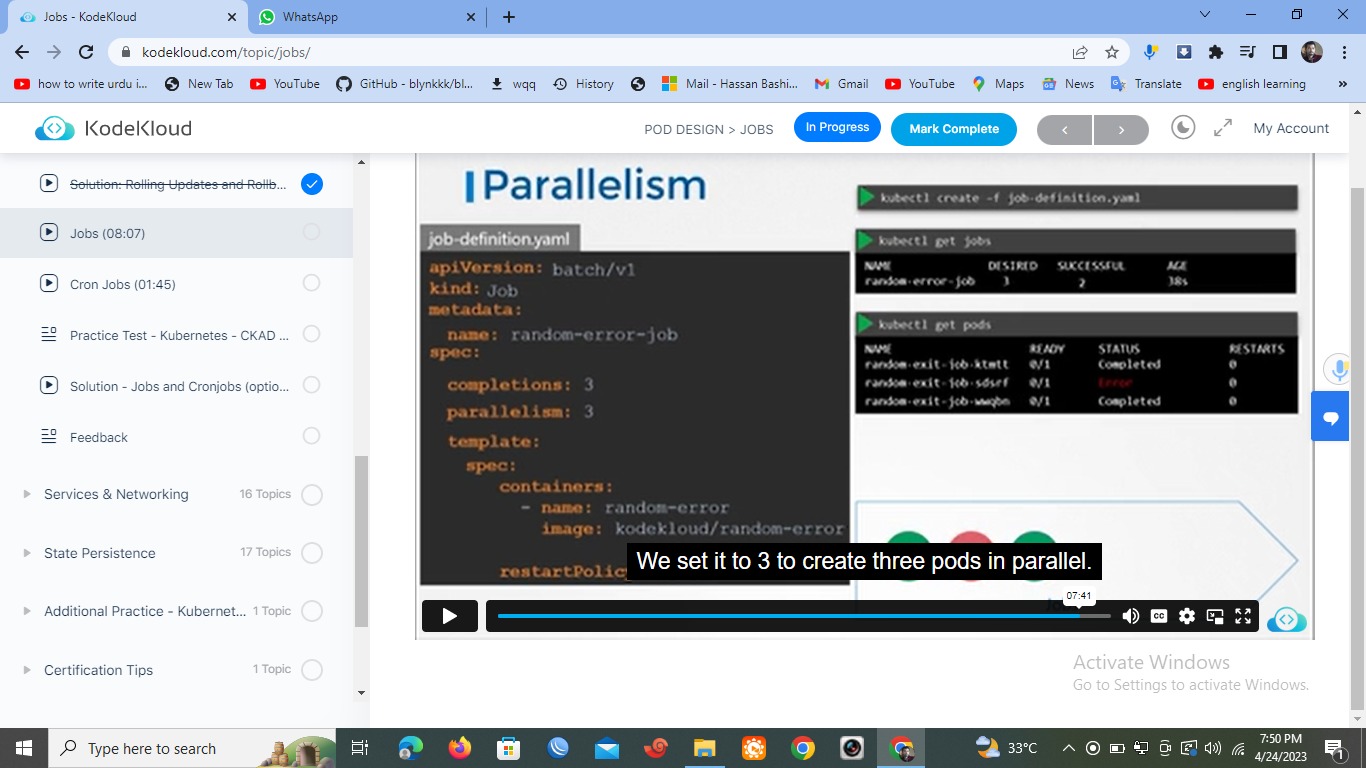 Jobs - KodeKloud
WhatsApp
kodekloud.com/topic/jobs/
how to write urdu i...
New Tab
YouTube
GitHub - blynkkk/bl...
wqq
History
Mail - Hassan Bashi...
Gmail
YouTube
Maps
News
Translate
english learning
KodeKloud
POD DESIGN > JOBS
In Progress
Mark Complete
My Account
Solution: Rolling Updates and Rollb...
Jobs (08:07)
Cron Jobs (01:45)
Practice Test - Kubernetes - CKAD ...
Solution - Jobs and Cronjobs (optio...
Feedback
Services & Networking 16 Topics
State Persistence 17 Topics
Additional Practice - Kubernet... 1 Topic
Certification Tips 1 Topic
Parallelism
job-definition.yaml
apiVersion: batch/v1
kind: Job
metadata:
name: random-error-job
spec:
completions: 3
parallelism: 3
template:
spec:
containers:
- name: random-error
image: kodekloud/random-error
restartPolicy
kubectl create -f job-definition.yaml
kubectl get jobs
NAME DESIRED SUCCESSFUL AGE
random-error-job 3 2 38s
kubectl get pods
NAME READY STATUS RESTARTS
random-exit-job-ktmtt 0/1 Completed 0
random-exit-job-sdsrf 0/1 Error 0
random-exit-job-wwqbn 0/1 Completed 0
We set it to 3 to create three pods in parallel.
07:41
CC
Activate Windows
Go to Settings to activate Windows.
Type here to search
33°C
7:50 PM
4/24/2023
1